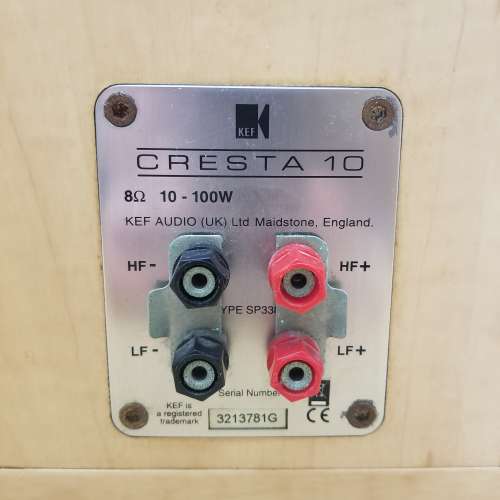 KEF
CRESTA 10
8Ω 10 - 100W
KEF AUDIO (UK) Ltd Maidstone, England.
HF - HF +
LF - LF +
Serial Number
KEF is
a registered
trademark
3213781G
CE